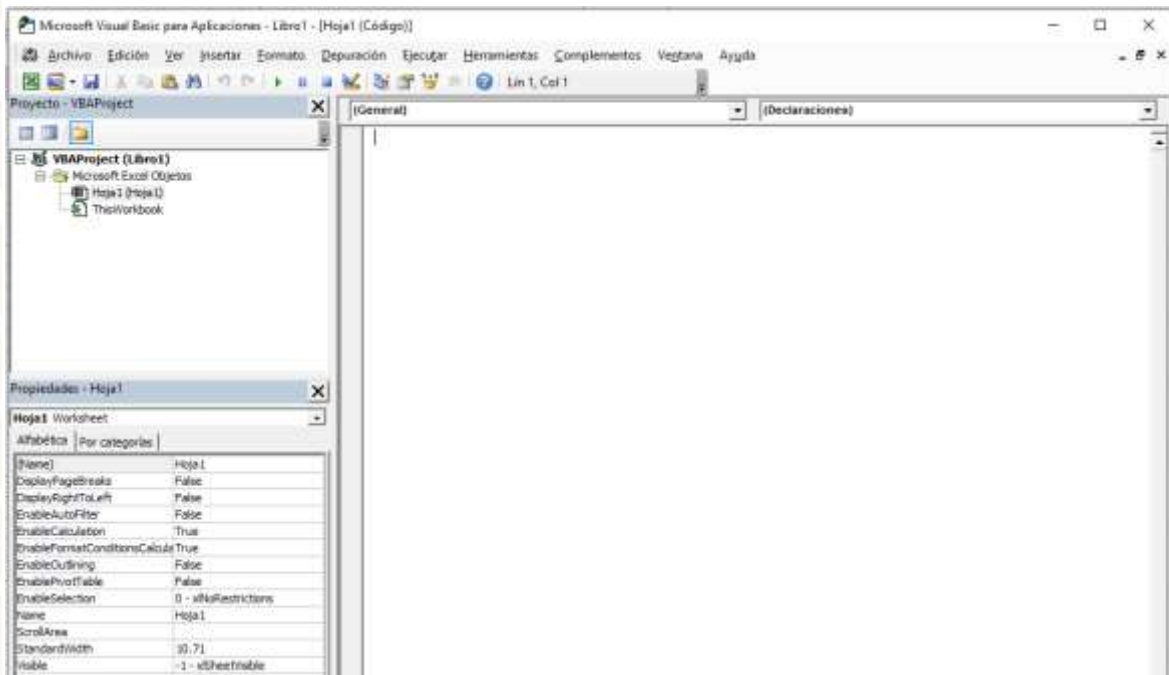 Microsoft Visual Basic para Aplicaciones - Libro1 - [Hoja1 (Código)]
Archivo Edición Ver Insertar Formato Depuración Ejecutar Herramientas Complementos Ventana Ayuda
Lín 1, Col 1
Proyecto - VBAProject
(General) (Declaraciones)
VBAProject (Libro1)
Microsoft Excel Objetos
Hoja1 (Hoja1)
ThisWorkbook
Propiedades - Hoja1
Hoja1 Worksheet
Alfabética Por categorías
(Name) Hoja1
DisplayPageBreaks False
DisplayRightToLeft False
EnableAutoFilter False
EnableCalculation True
EnableFormatConditionsCalcula True
EnableOutlining False
EnablePivotTable False
EnableSelection 0 - xlNoRestrictions
Name Hoja1
ScrollArea
StandardWidth 10.71
Visible -1 - xlSheetVisible